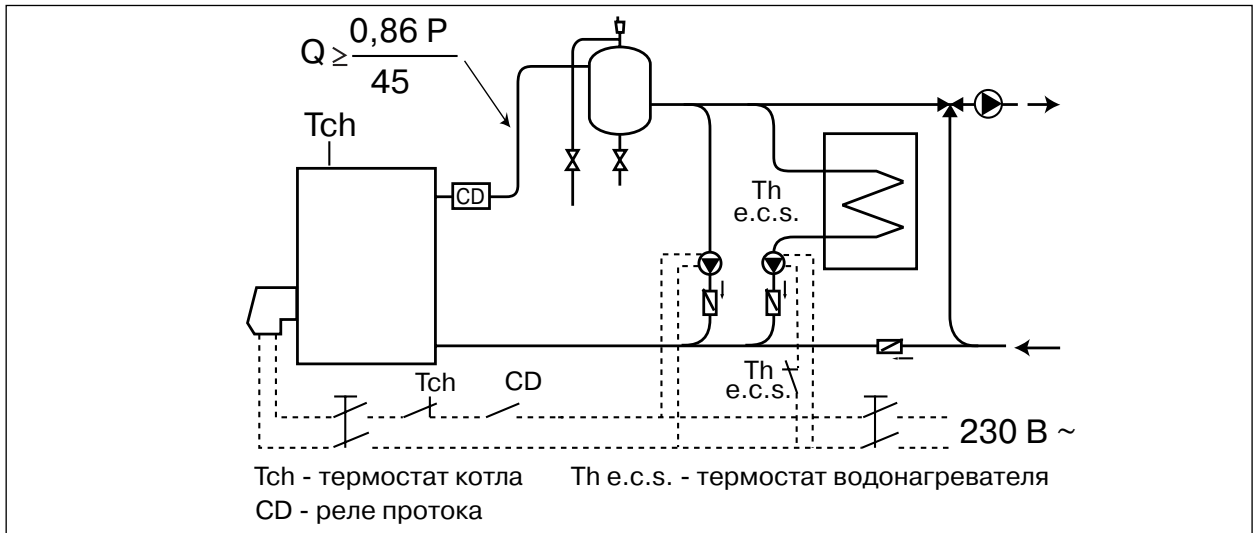 Q ≥ 0,86 P
45
Tch
CD
Th
e.c.s.
Th
e.c.s.
Tch
CD
230 В ~
Tch - термостат котла
Th e.c.s. - термостат водонагревателя
CD - реле протока